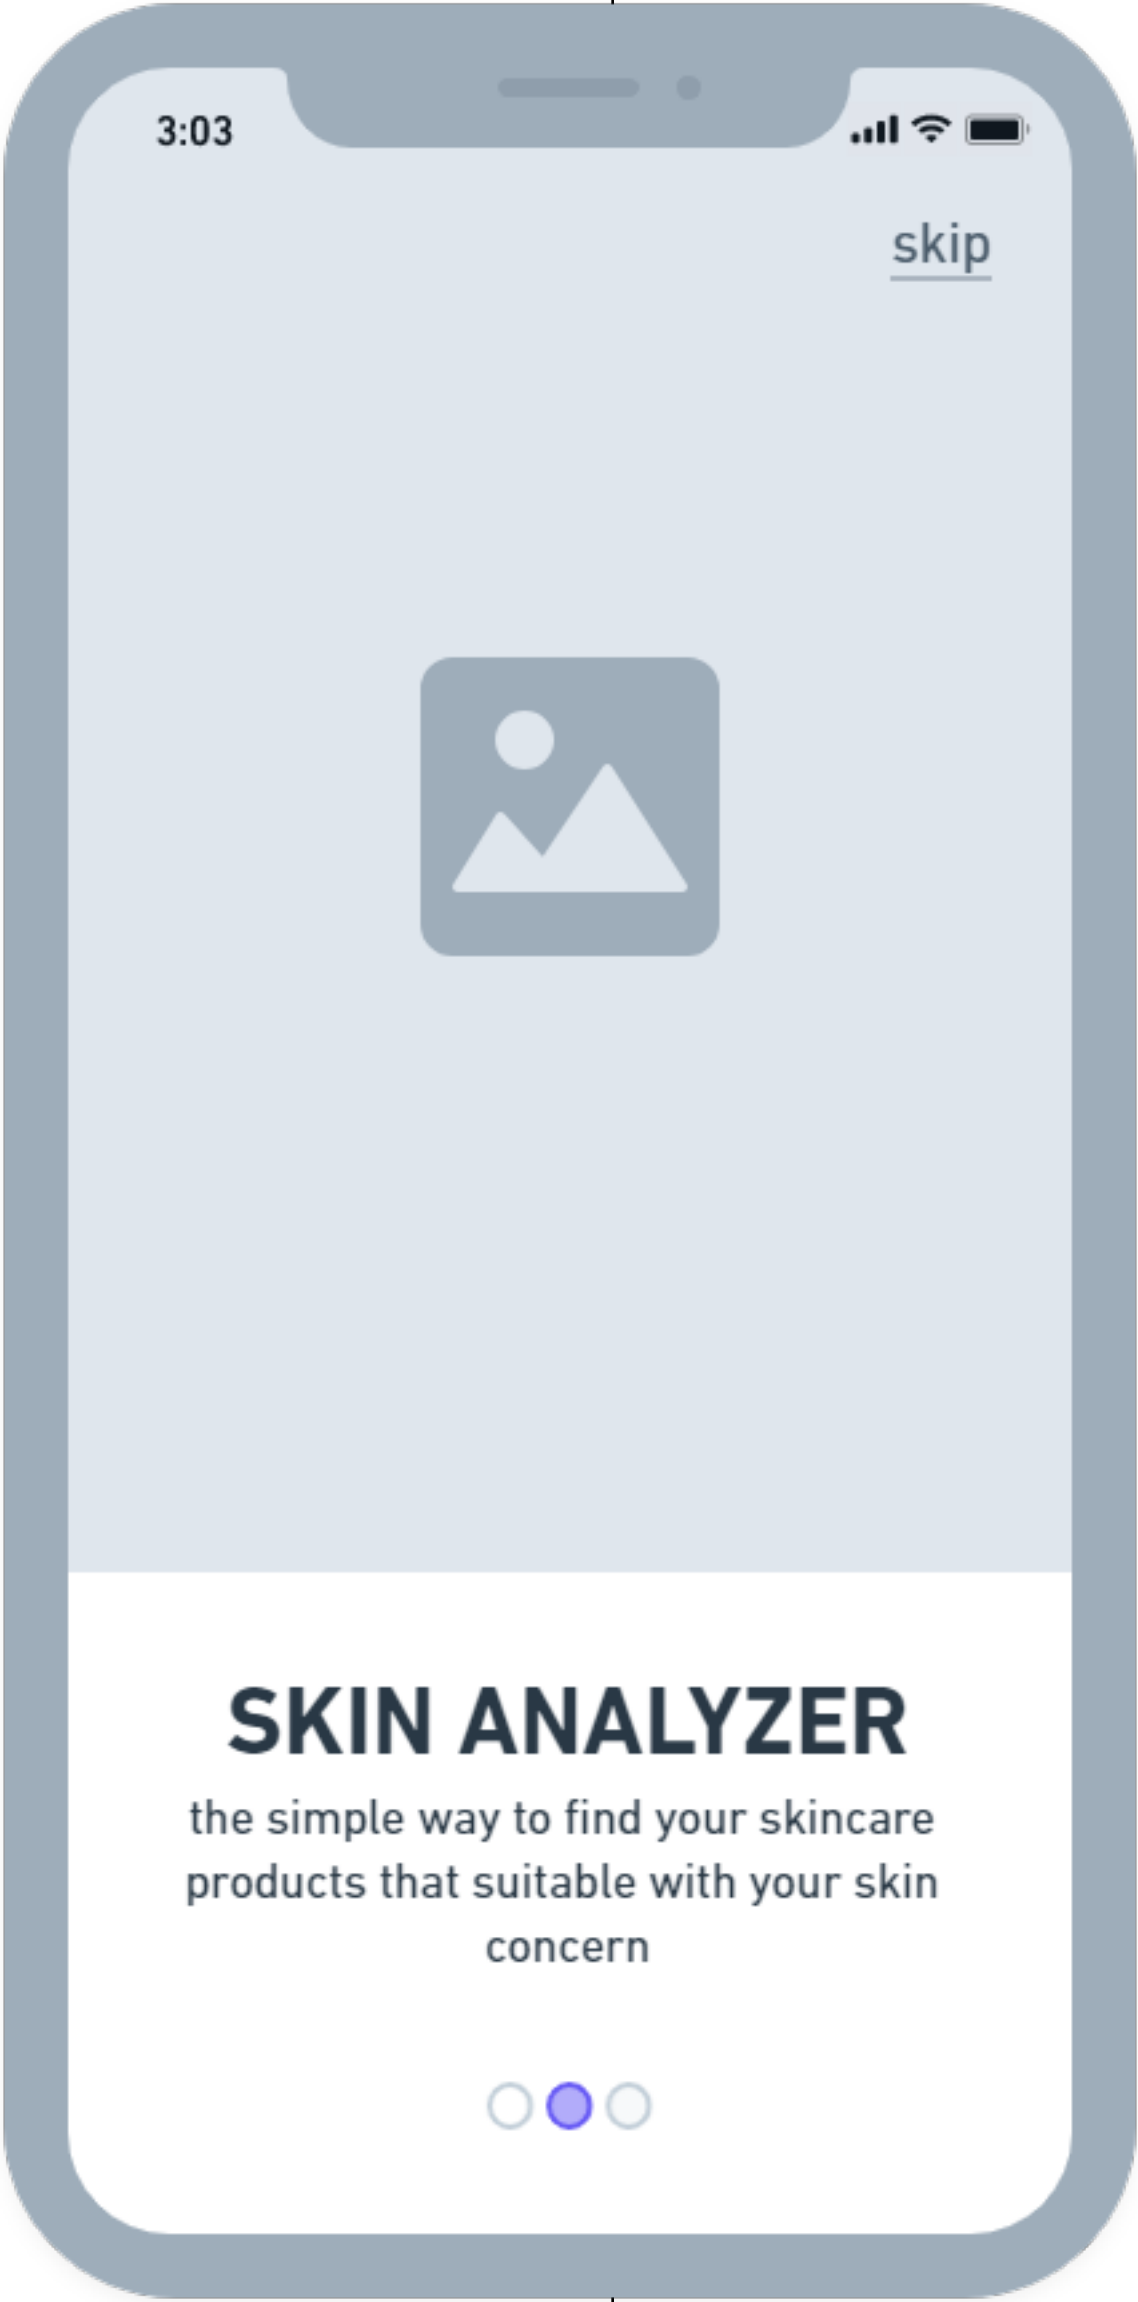 3:03
skip
SKIN ANALYZER
the simple way to find your skincare
products that suitable with your skin
concern